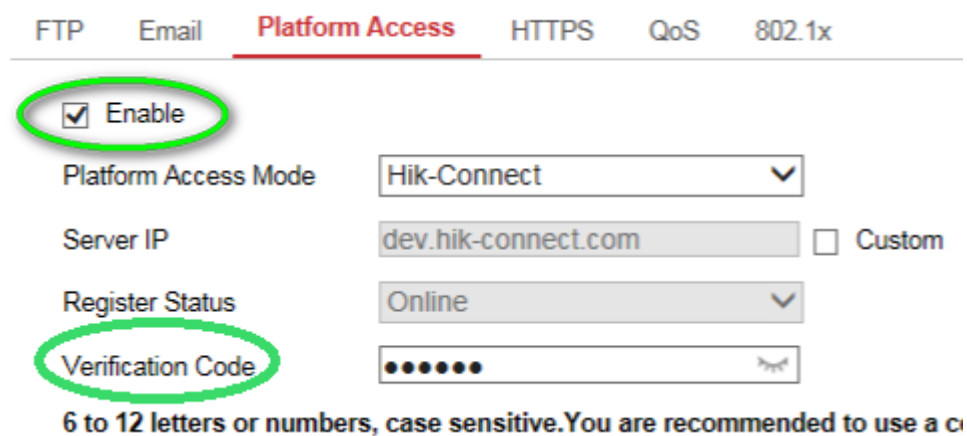 FTP Email Platform Access HTTPS QoS 802.1x
Enable
Platform Access Mode Hik-Connect
Server IP dev.hik-connect.com Custom
Register Status Online
Verification Code ••••••
6 to 12 letters or numbers, case sensitive.You are recommended to use a